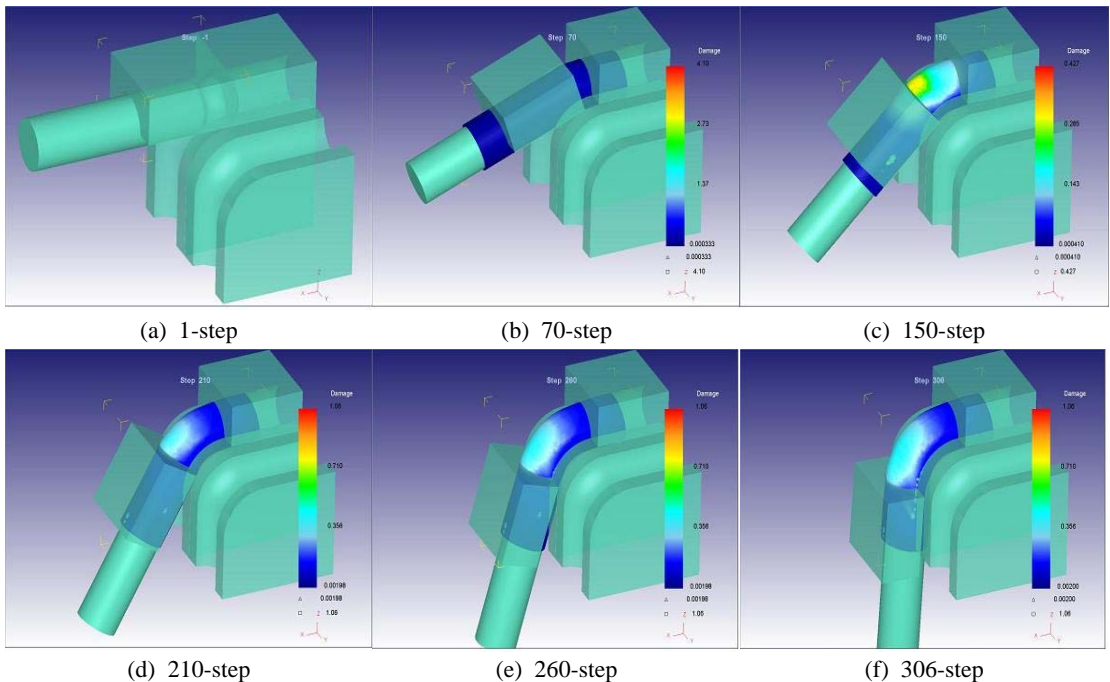 Step -1
Z
X
Y
(a) 1-step
Step 70
Damage
4.10
2.73
1.37
0.000333
0.000333
4.10
Z
X
Y
(b) 70-step
Step 150
Damage
0.427
0.285
0.143
0.000410
0.000410
0.427
Z
X
Y
(c) 150-step
Step 210
Damage
1.06
0.710
0.356
0.00198
0.00198
1.06
Z
X
Y
(d) 210-step
Step 260
Damage
1.06
0.710
0.356
0.00198
0.00198
1.06
Z
X
Y
(e) 260-step
Step 306
Damage
1.06
0.710
0.356
0.00200
0.00200
1.06
Z
X
Y
(f) 306-step